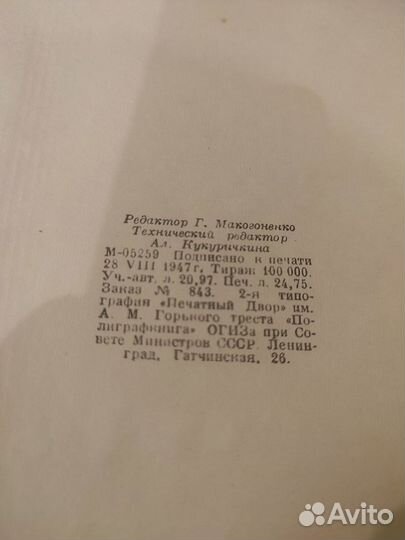 Редактор Г. Макогоненко
Технический редактор
Ал. Кукуричкина
М-05259 Подписано к печати
28 VIII 1947 г. Тираж 100 000.
Уч.-авт. л. 20,97. Печ. л. 24,75.
Заказ № 843. 2-я типо-
графия «Печатный Двор» им.
А. М. Горького треста «По-
лиграфкнига» ОГИЗа при Со-
вете Министров СССР. Ленин-
град, Гатчинская, 26.
Avito